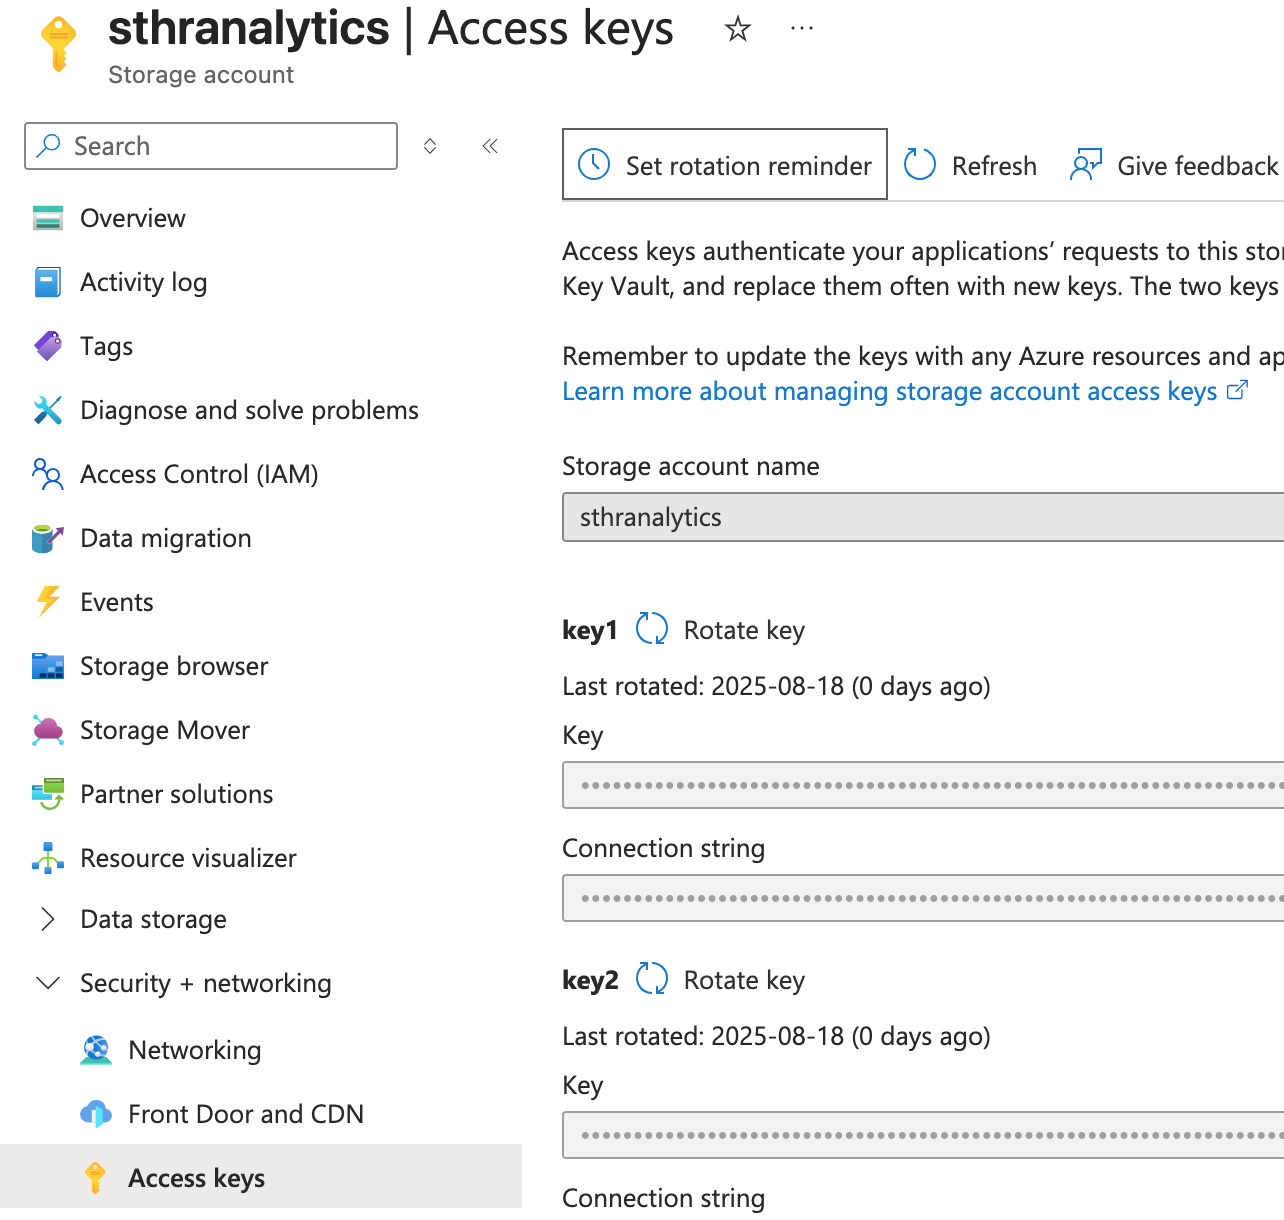 sthranalytics | Access keys
Storage account
Search
Overview
Activity log
Tags
Diagnose and solve problems
Access Control (IAM)
Data migration
Events
Storage browser
Storage Mover
Partner solutions
Resource visualizer
Data storage
Security + networking
Networking
Front Door and CDN
Access keys
Set rotation reminder
Refresh
Give feedback
Access keys authenticate your applications’ requests to this
Key Vault, and replace them often with new keys. The two keys
Remember to update the keys with any Azure resources and
Learn more about managing storage account access keys
Storage account name
sthranalytics
key1
Rotate key
Last rotated: 2025-08-18 (0 days ago)
Key
Connection string
key2
Rotate key
Last rotated: 2025-08-18 (0 days ago)
Key
Connection string